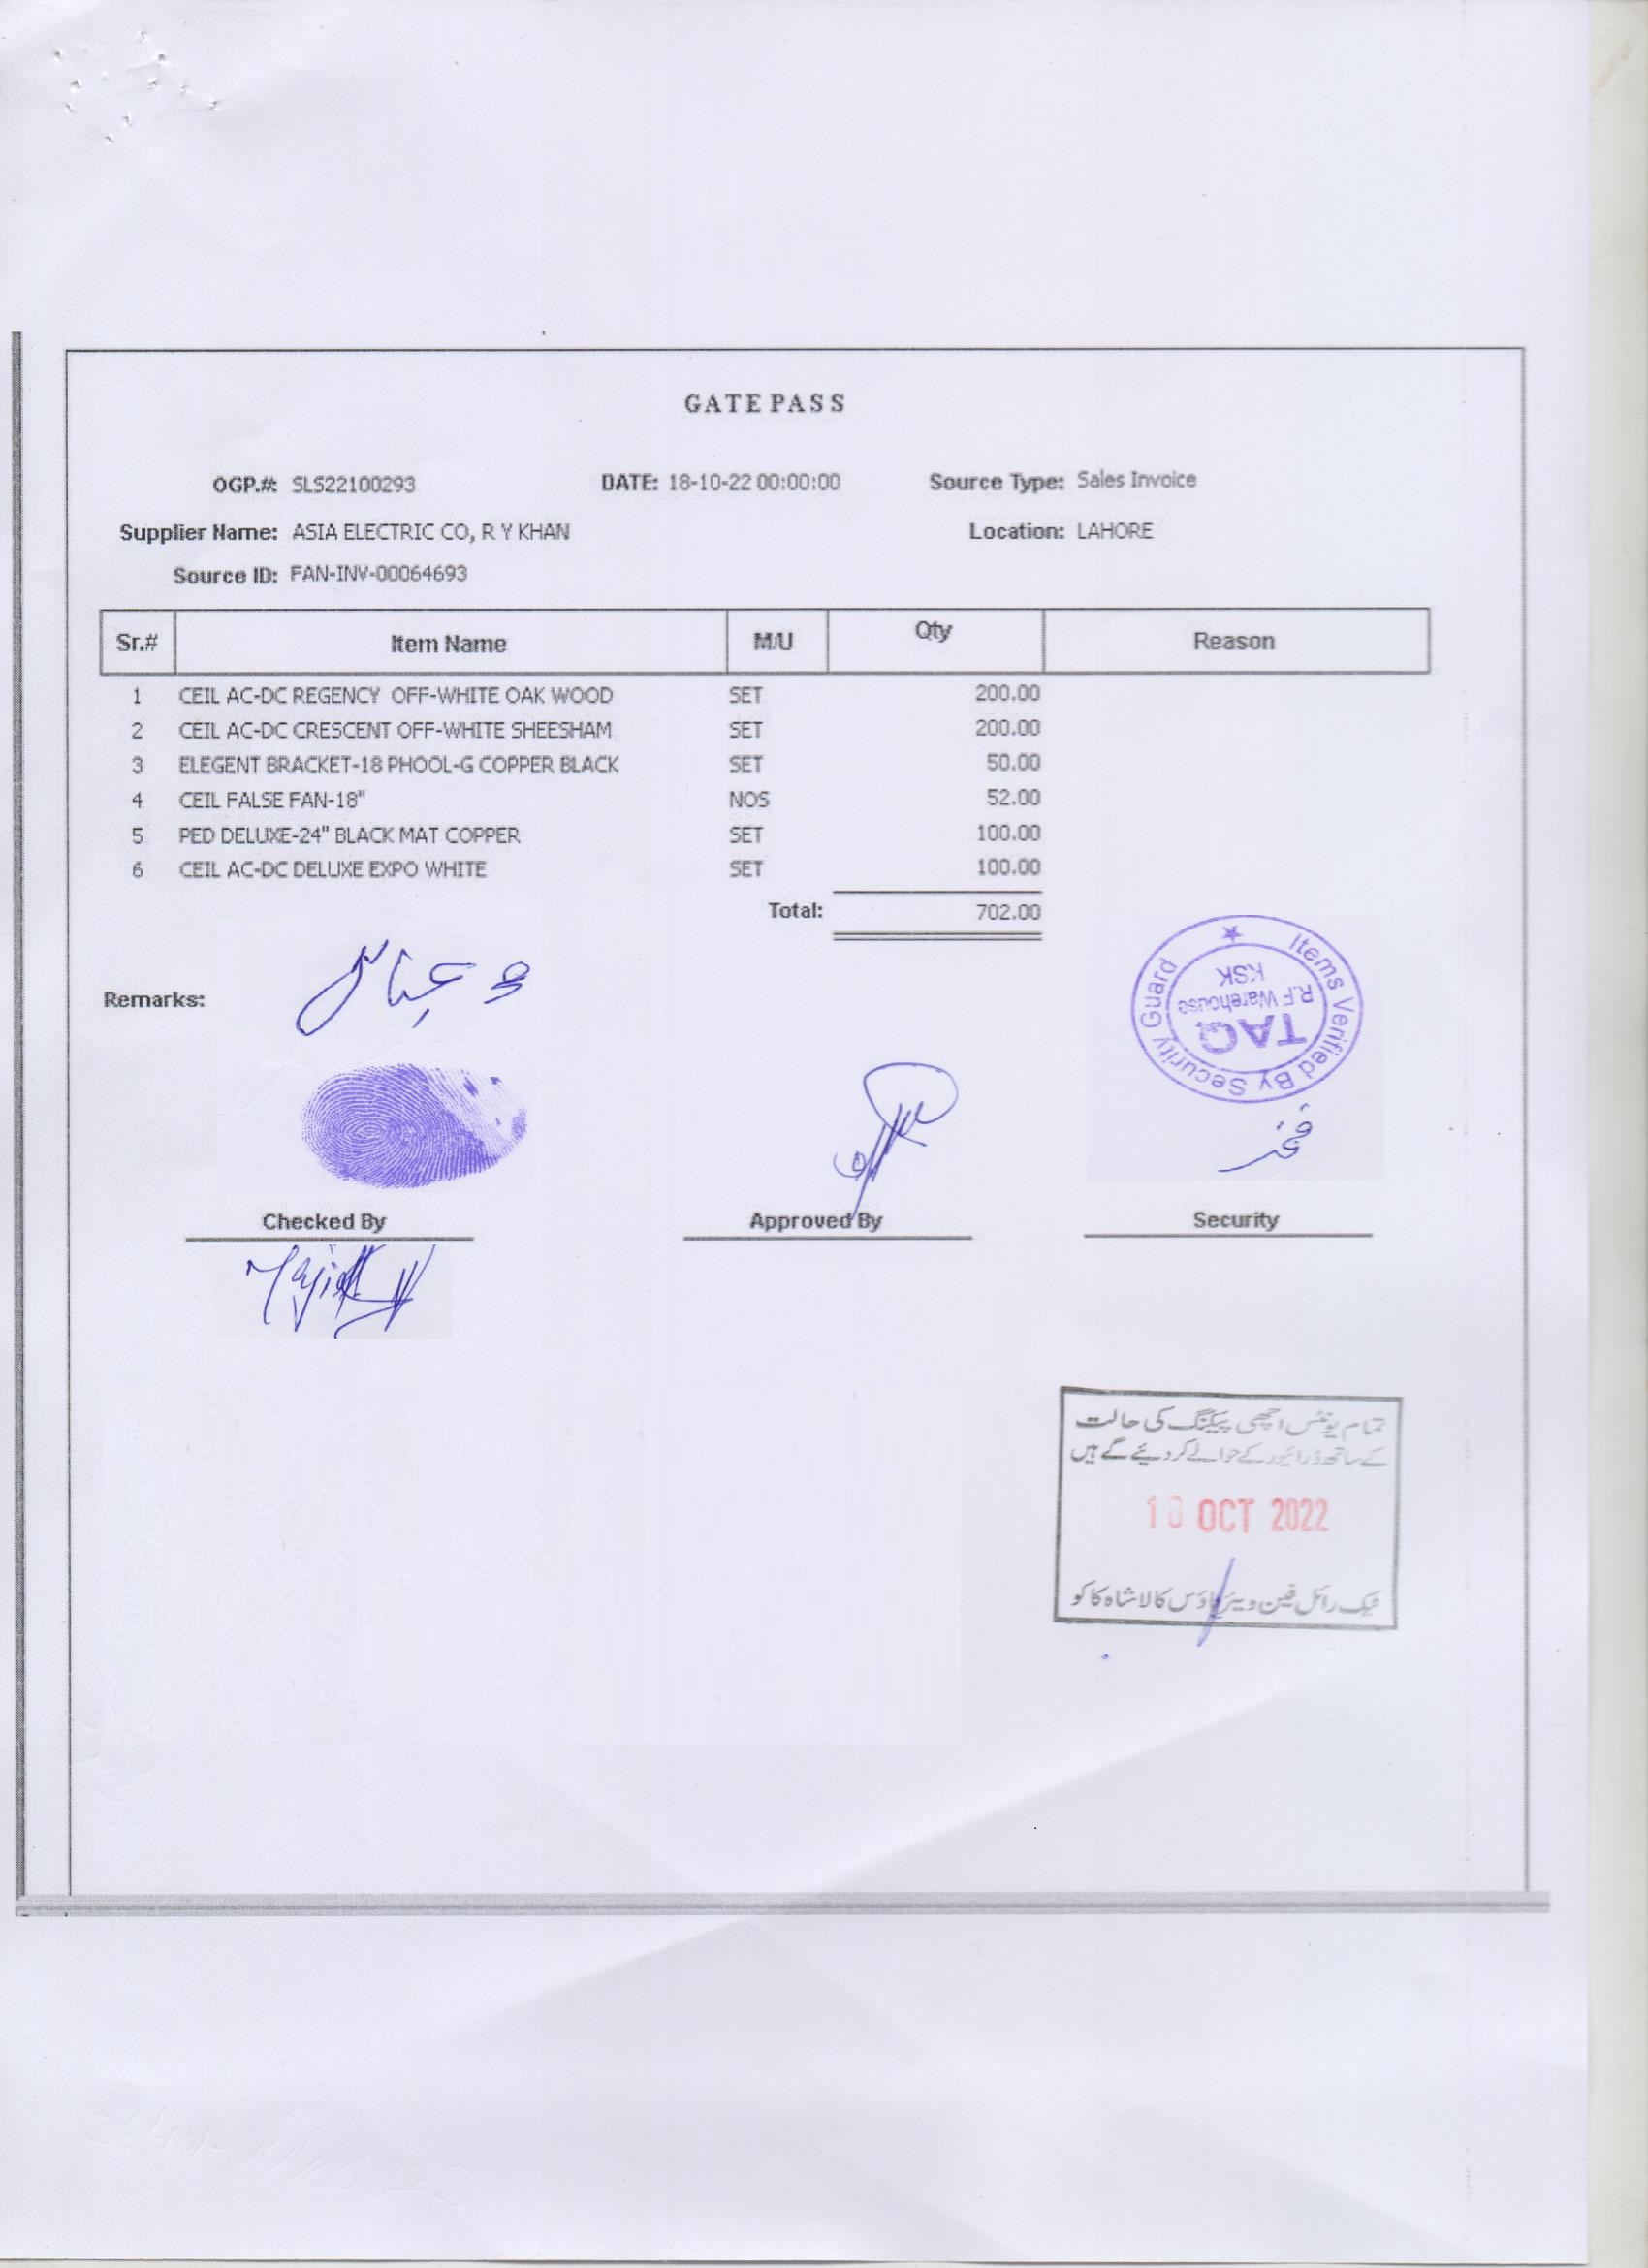 GATE PASS
OGP.#: SLS22100293 DATE: 18-10-22 00:00:00 Source Type: Sales Invoice
Supplier Name: ASIA ELECTRIC CO, R Y KHAN Location: LAHORE
Source ID: FAN-INV-00064693
Sr.# Item Name M/U Qty Reason
1 CEIL AC-DC REGENCY OFF-WHITE OAK WOOD SET 200.00
2 CEIL AC-DC CRESCENT OFF-WHITE SHEESHAM SET 200.00
3 ELEGENT BRACKET-18 PHOOL-G COPPER BLACK SET 50.00
4 CEIL FALSE FAN-18" NOS 52.00
5 PED DELUXE-24" BLACK MAT COPPER SET 100.00
6 CEIL AC-DC DELUXE EXPO WHITE SET 100.00
Total: 702.00
Remarks:
Items Verified By Security Guard
TAQ
R.F Warehouse
KSK
Checked By Approved By Security
تمام یونٹس اچھی پیکنگ کی حالت
کے ساتھ ڈرائیور کے حوالے کر دیئے گے ہیں
OCT 2022
ٹیک رائل فین ویئر ہاؤس کالا شاہ کاکو